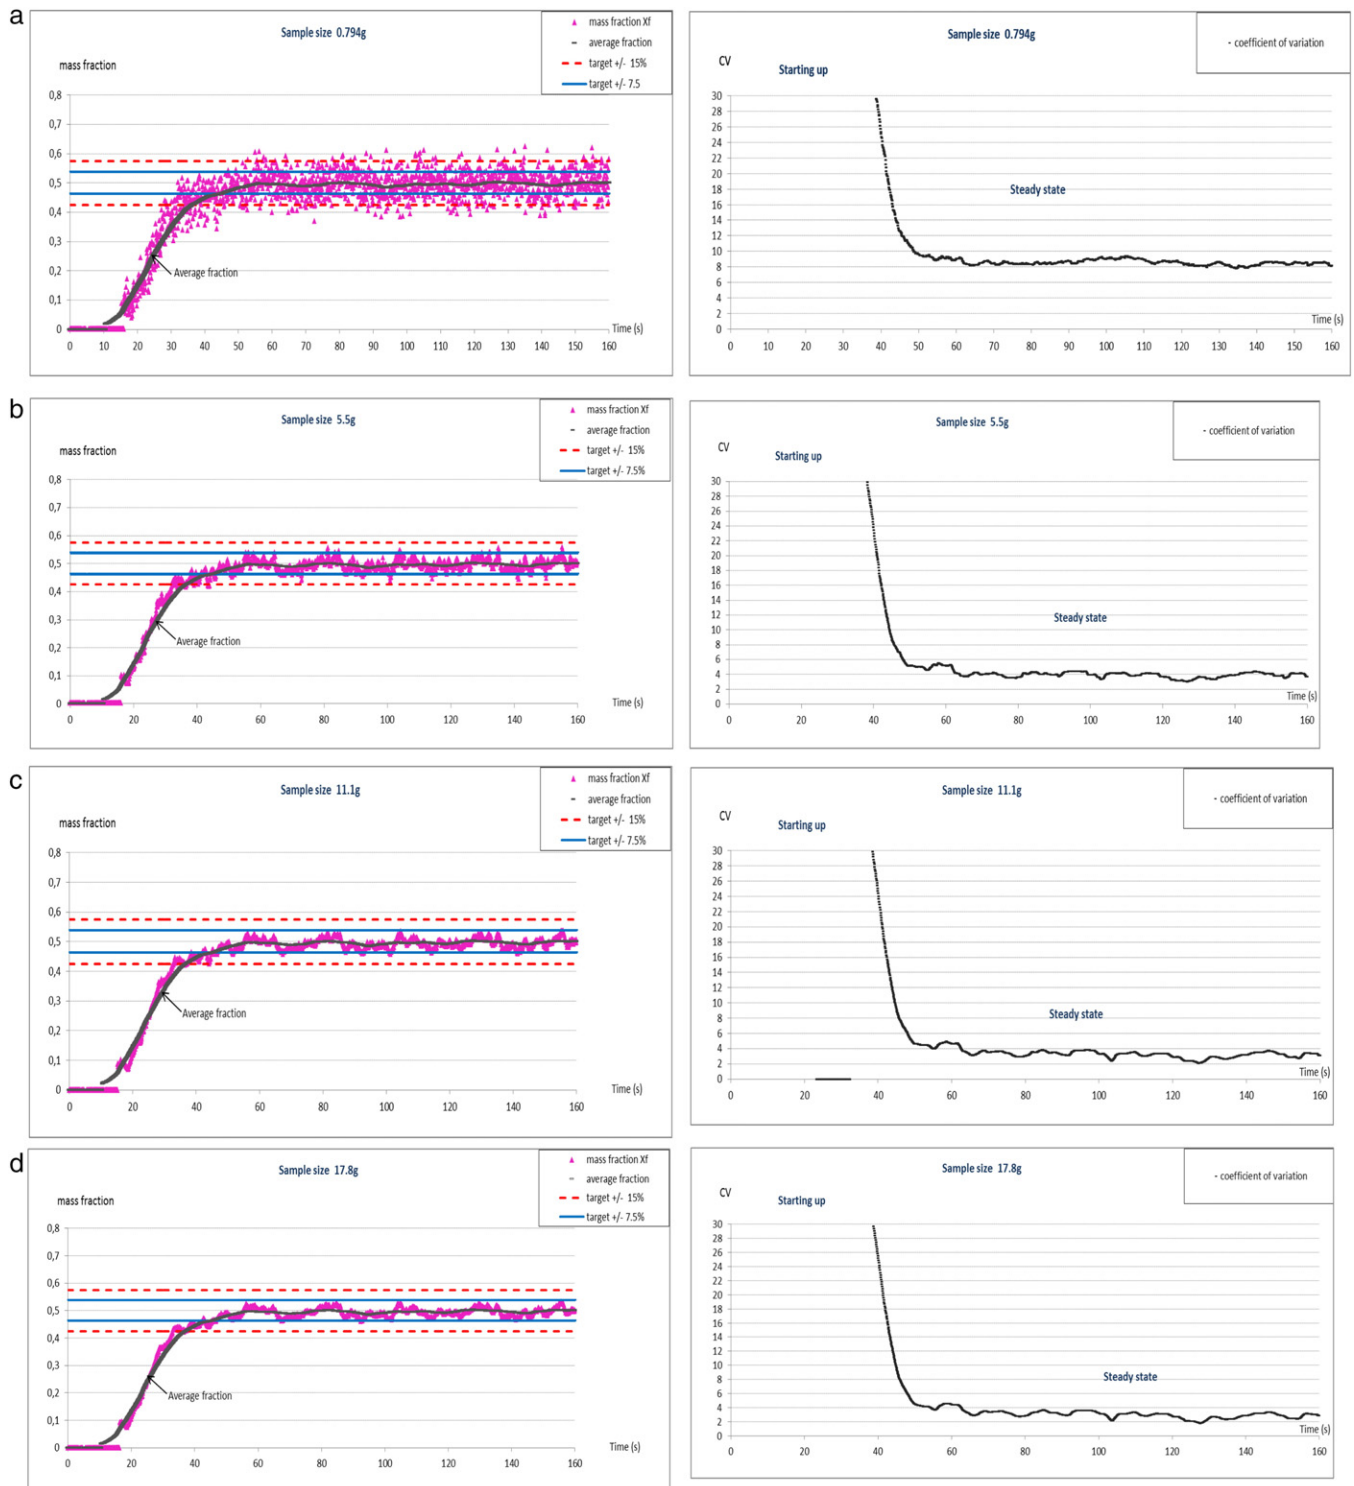 a
Sample size 0.794g
mass fraction Xf
average fraction
target +/- 15%
target +/- 7.5
mass fraction
0,8
0,7
0,6
0,5
0,4
0,3
0,2
0,1
0
Average fraction
Time (s)
0 10 20 30 40 50 60 70 80 90 100 110 120 130 140 150 160
Sample size 0.794g
- coefficient of variation
CV
Starting up
30
28
26
24
22
20
18
16
14
12
10
8
6
4
2
0
Steady state
Time (s)
0 10 20 30 40 50 60 70 80 90 100 110 120 130 140 150 160
b
Sample size 5.5g
mass fraction Xf
average fraction
target +/- 15%
target +/- 7.5%
mass fraction
0,8
0,7
0,6
0,5
0,4
0,3
0,2
0,1
0
Average fraction
Time (s)
0 20 40 60 80 100 120 140 160
Sample size 5.5g
- coefficient of variation
CV
Starting up
30
28
26
24
22
20
18
16
14
12
10
8
6
4
2
0
Steady state
Time (s)
0 20 40 60 80 100 120 140 160
c
Sample size 11.1g
mass fraction Xf
average fraction
target +/- 15%
target +/- 7.5%
mass fraction
0,8
0,7
0,6
0,5
0,4
0,3
0,2
0,1
0
Average fraction
Time (s)
0 20 40 60 80 100 120 140 160
Sample size 11.1g
- coefficient of variation
CV
Starting up
30
28
26
24
22
20
18
16
14
12
10
8
6
4
2
0
Steady state
Time (s)
0 20 40 60 80 100 120 140 160
d
Sample size 17.8g
mass fraction Xf
average fraction
target +/- 15%
target +/- 7.5%
mass fraction
0,8
0,7
0,6
0,5
0,4
0,3
0,2
0,1
0
Average fraction
Time (s)
0 20 40 60 80 100 120 140 160
Sample size 17.8g
- coefficient of variation
CV
Starting up
30
28
26
24
22
20
18
16
14
12
10
8
6
4
2
0
Steady state
Time (s)
0 20 40 60 80 100 120 140 160